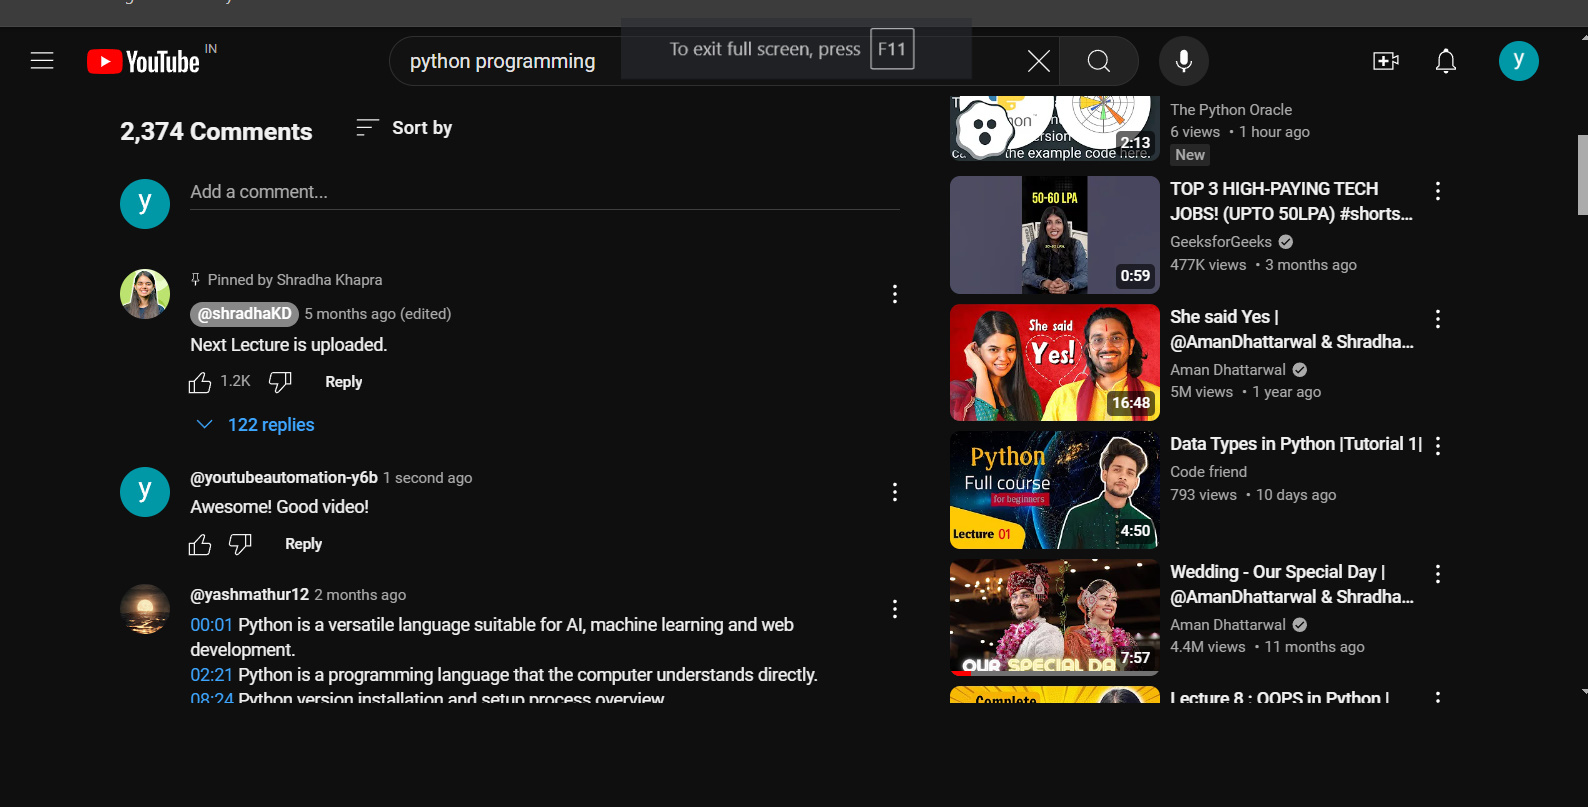 YouTube IN
python programming
To exit full screen, press F11
y
2,374 Comments
Sort by
y
Add a comment...
Pinned by Shradha Khapra
@shradhaKD 5 months ago (edited)
Next Lecture is uploaded.
1.2K
Reply
122 replies
y
@youtubeautomation-y6b 1 second ago
Awesome! Good video!
Reply
@yashmathur12 2 months ago
00:01 Python is a versatile language suitable for AI, machine learning and web
development.
02:21 Python is a programming language that the computer understands directly.
08:24 Python version installation and setup process overview
the example code here.
2:13
The Python Oracle
6 views • 1 hour ago
New
50-60 LPA
0:59
TOP 3 HIGH-PAYING TECH
JOBS! (UPTO 50LPA) #shorts...
GeeksforGeeks
477K views • 3 months ago
She said
Yes!
16:48
She said Yes |
@AmanDhattarwal & Shradha...
Aman Dhattarwal
5M views • 1 year ago
Python
Full course
for beginners
Lecture 01
4:50
Data Types in Python |Tutorial 1|
Code friend
793 views • 10 days ago
OUR SPECIAL DA
7:57
Wedding - Our Special Day |
@AmanDhattarwal & Shradha...
Aman Dhattarwal
4.4M views • 11 months ago
Complete
Lecture 8 : OOPS in Python |